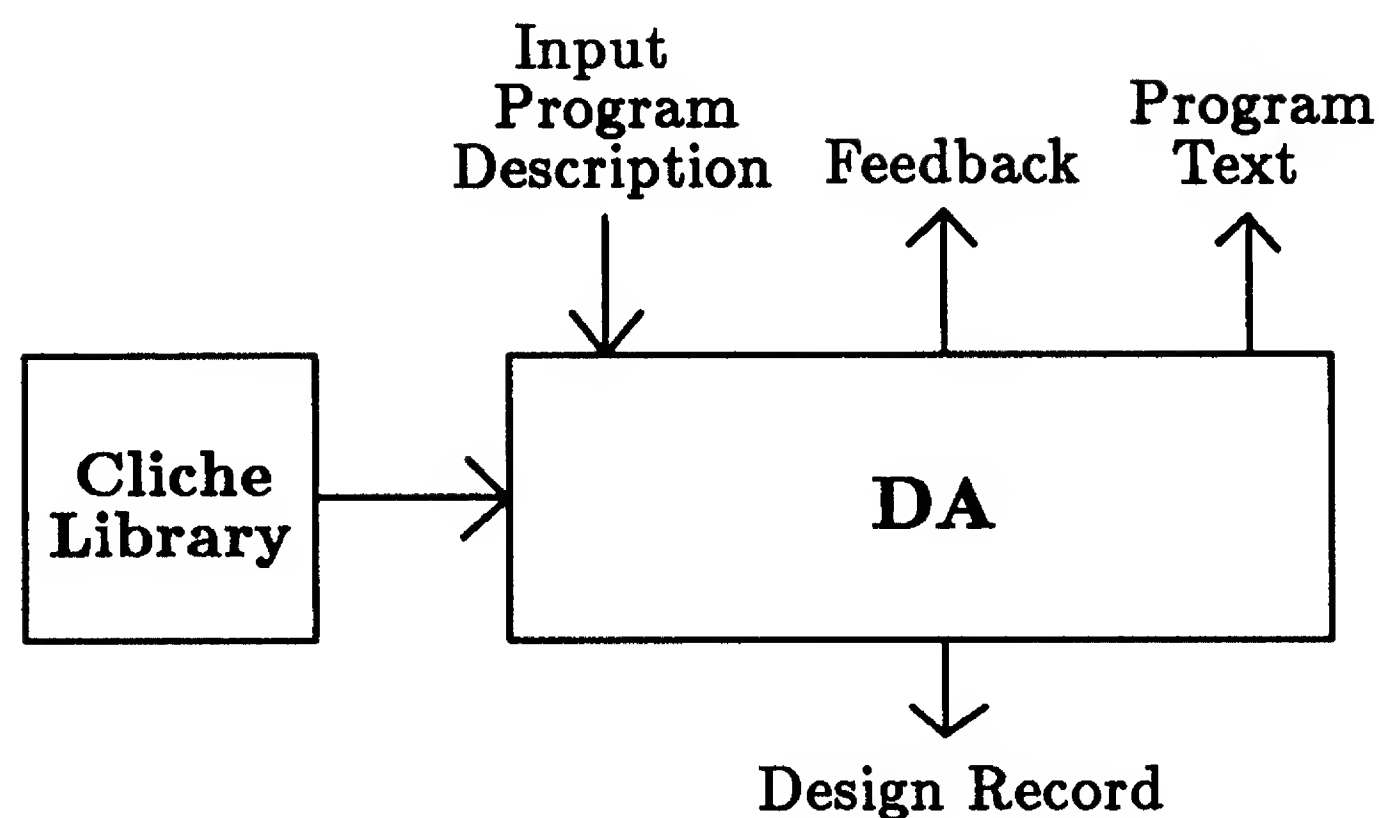 Input
Program
Description
Feedback
Program
Text
Cliche
Library
DA
Design Record